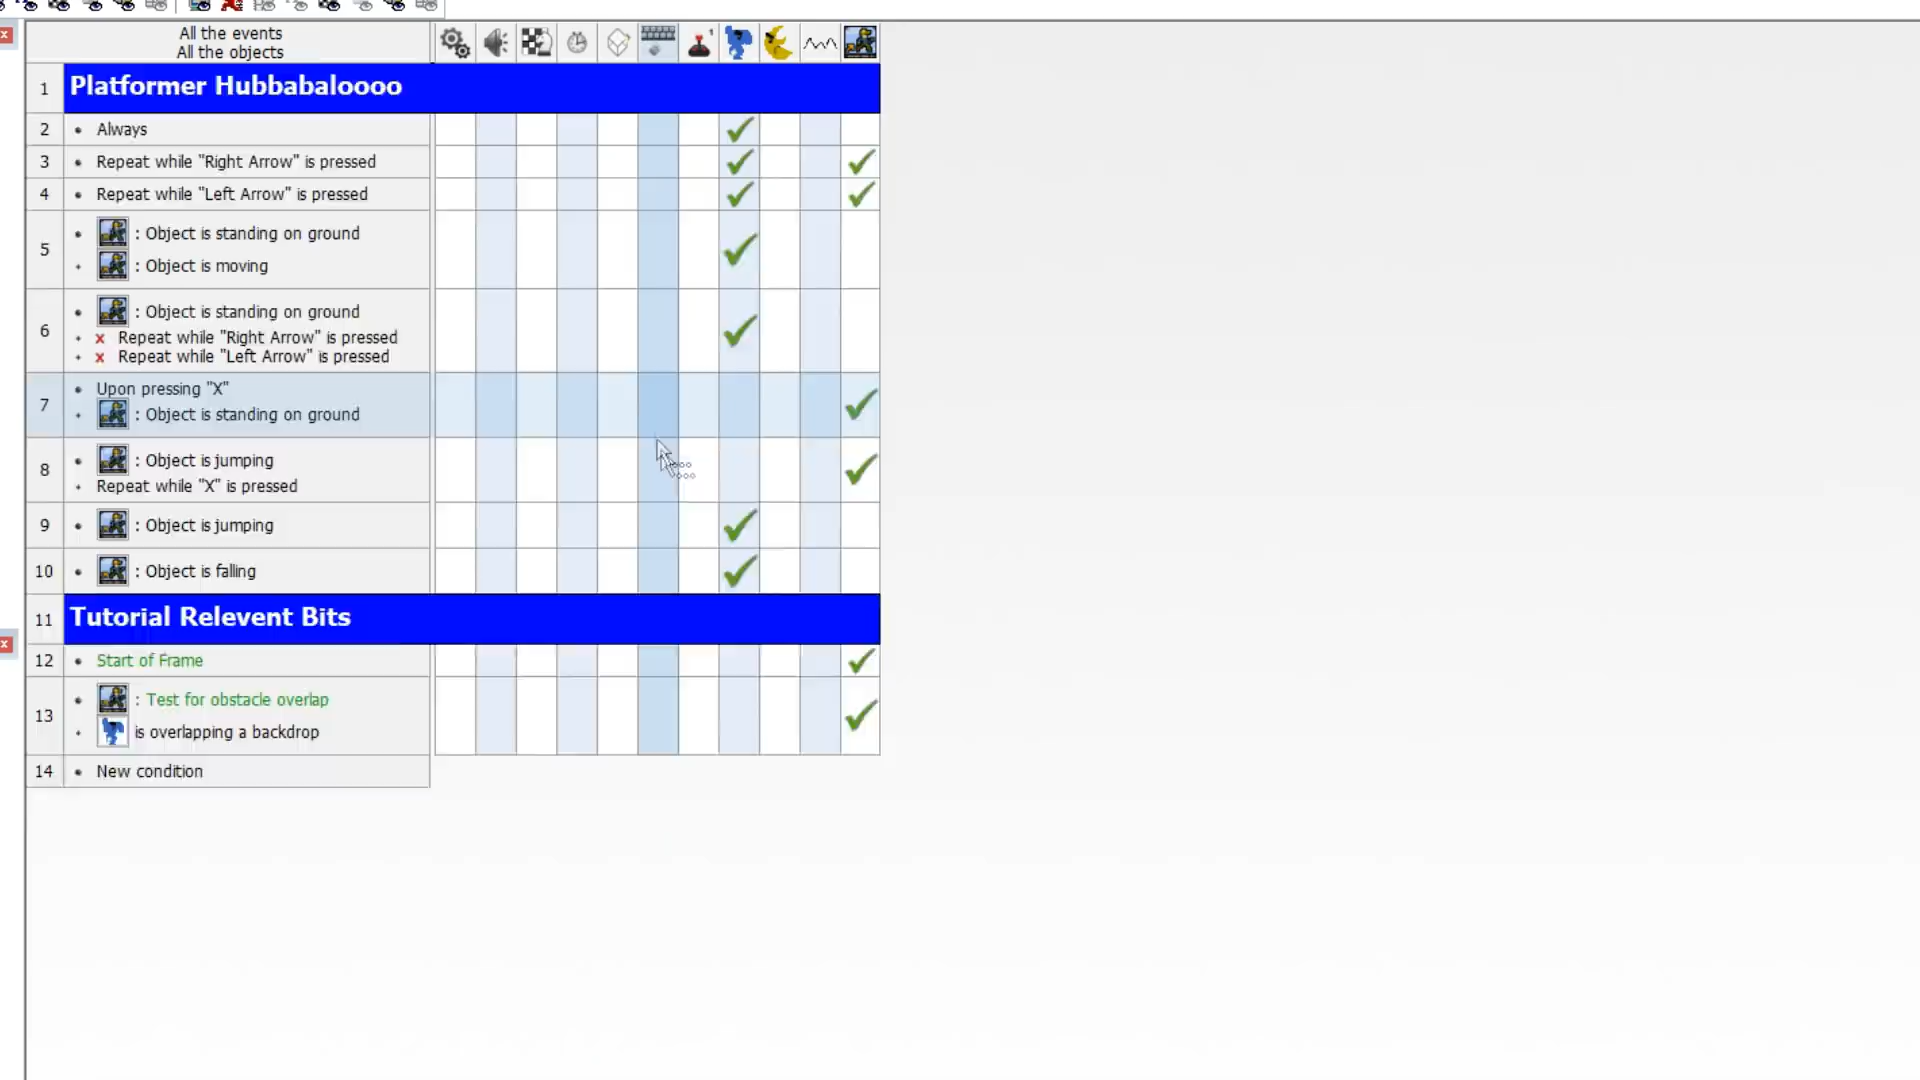 All the events
All the objects
1
1 Platformer Hubbabaloooo
2 • Always
3 • Repeat while "Right Arrow" is pressed
4 • Repeat while "Left Arrow" is pressed
5 • : Object is standing on ground
• : Object is moving
6 • : Object is standing on ground
• x Repeat while "Right Arrow" is pressed
• x Repeat while "Left Arrow" is pressed
7 • Upon pressing "X"
• : Object is standing on ground
8 • : Object is jumping
• Repeat while "X" is pressed
9 • : Object is jumping
10 • : Object is falling
11 Tutorial Relevent Bits
12 • Start of Frame
13 • : Test for obstacle overlap
• is overlapping a backdrop
14 • New condition